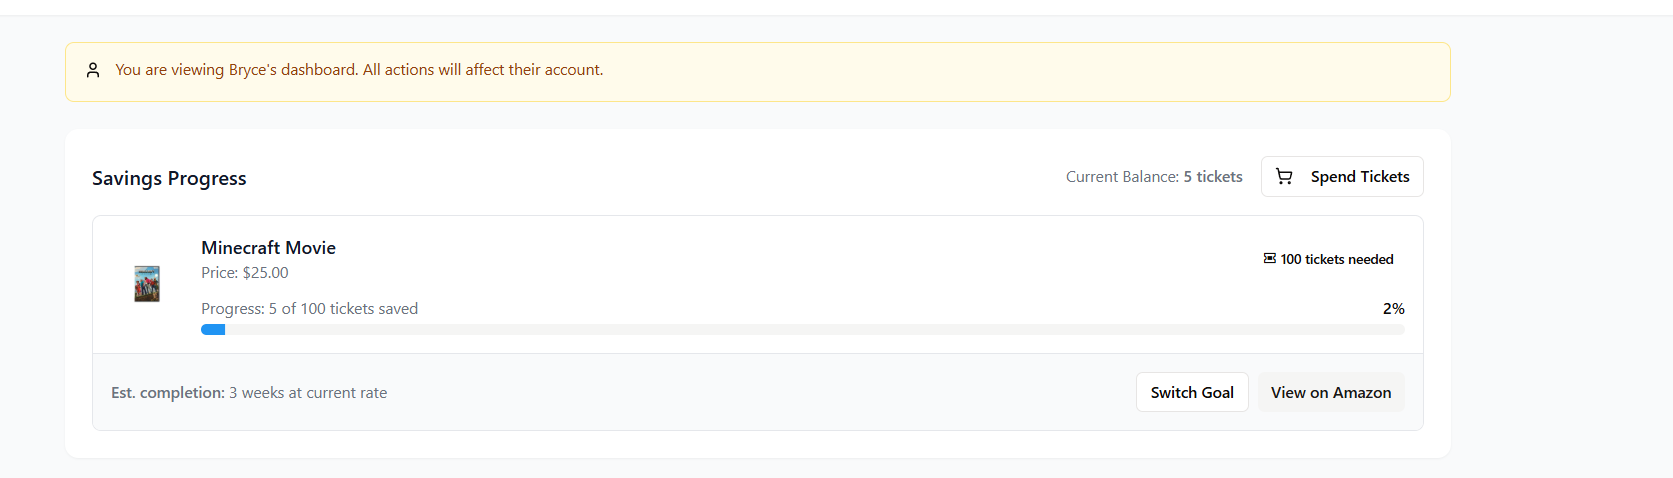 You are viewing Bryce's dashboard. All actions will affect their account.
Savings Progress
Current Balance: 5 tickets
Spend Tickets
Minecraft Movie
Price: $25.00
100 tickets needed
Progress: 5 of 100 tickets saved
2%
Est. completion: 3 weeks at current rate
Switch Goal
View on Amazon